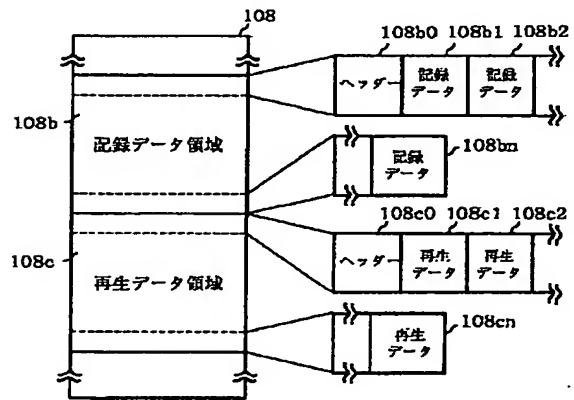 108
108b0 108b1 108b2
ヘッダー
記録
データ
記録
データ
108b
記録データ領域
記録
データ
108bn
108c0 108c1 108c2
ヘッダー
再生
データ
再生
データ
108c
再生データ領域
再生
データ
108cn